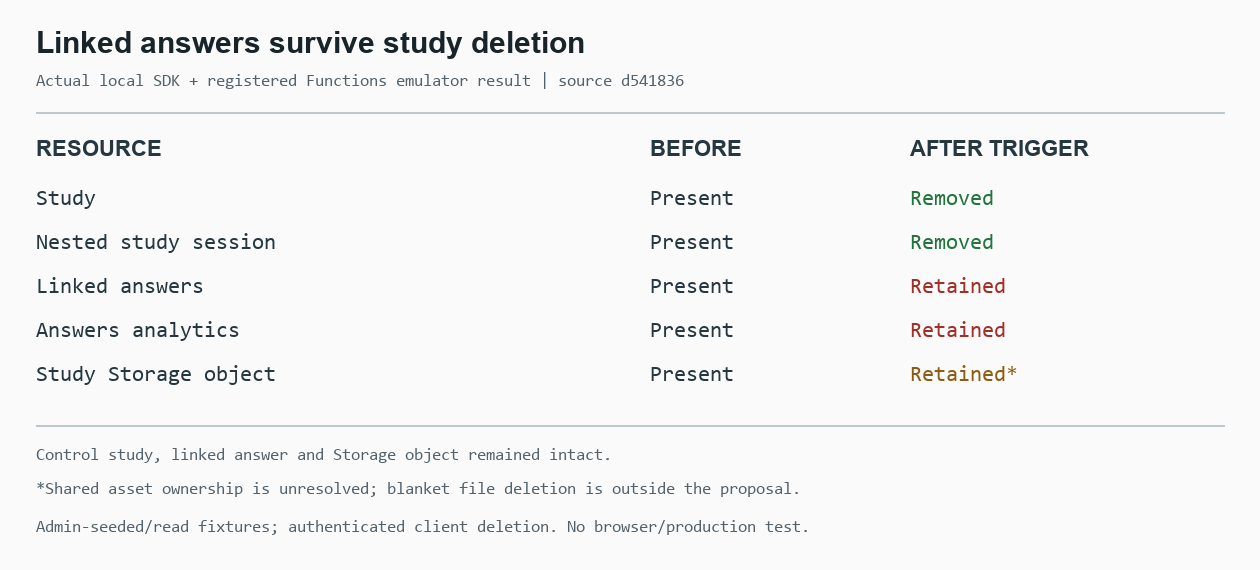 Linked answers survive study deletion
Actual local SDK + registered Functions emulator result | source d541836
RESOURCE BEFORE AFTER TRIGGER
Study Present Removed
Nested study session Present Removed
Linked answers Present Retained
Answers analytics Present Retained
Study Storage object Present Retained*
Control study, linked answer and Storage object remained intact.
*Shared asset ownership is unresolved; blanket file deletion is outside the proposal.
Admin-seeded/read fixtures; authenticated client deletion. No browser/production test.